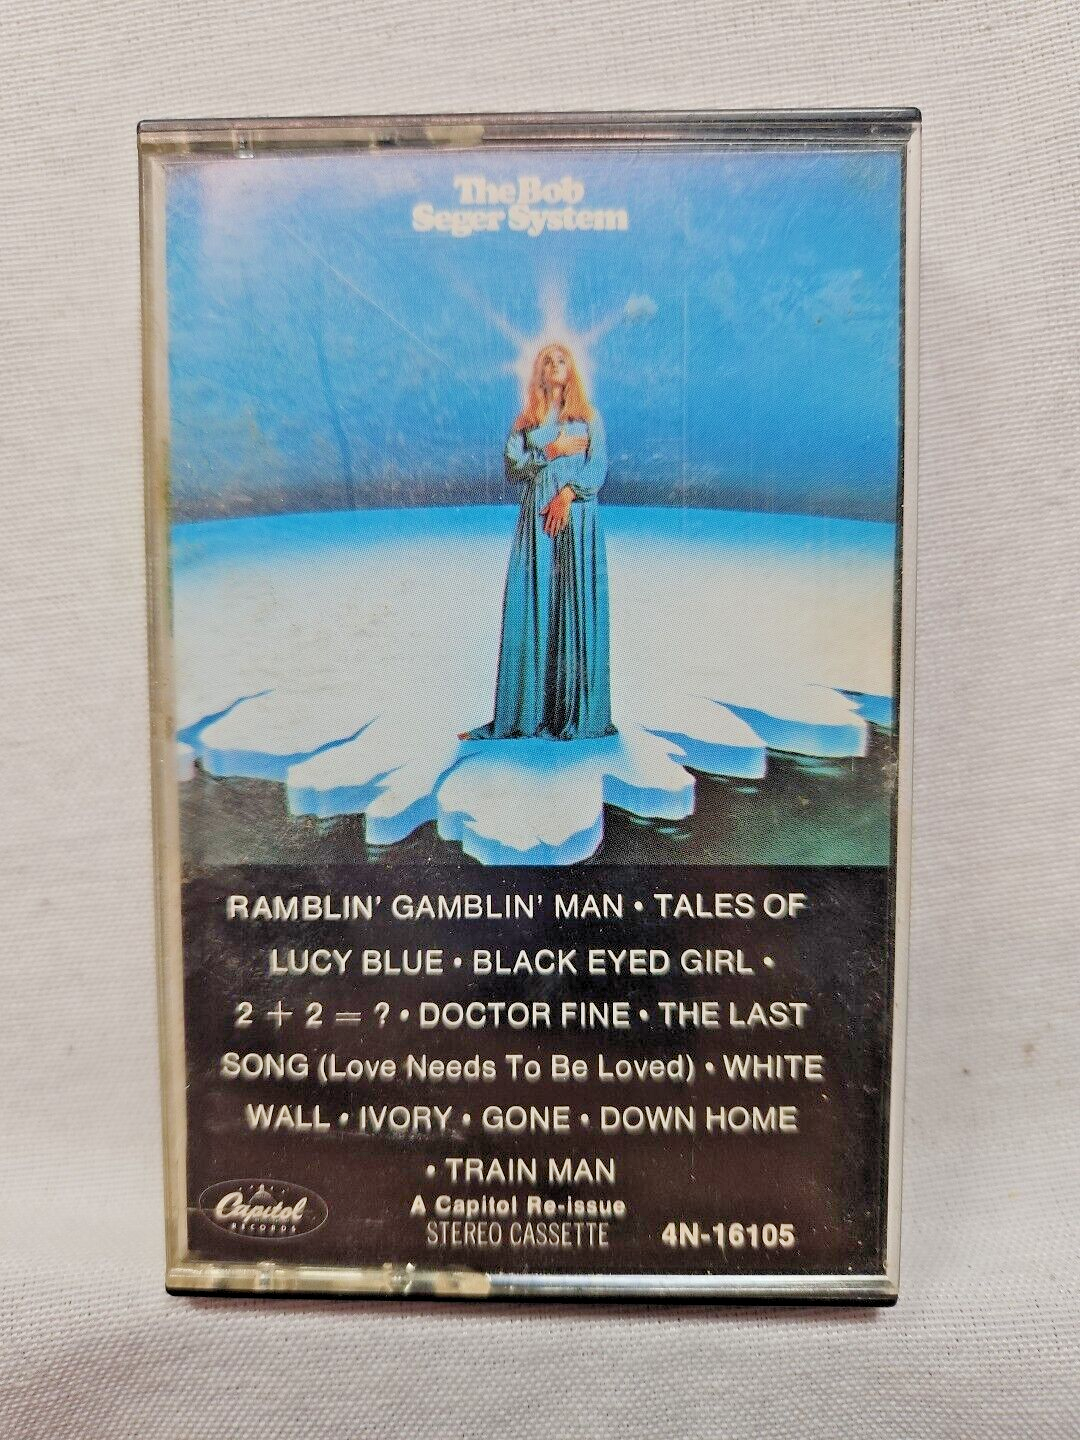 The Bob
Seger System
RAMBLIN' GAMBLIN' MAN • TALES OF
LUCY BLUE • BLACK EYED GIRL •
2 + 2 = ? • DOCTOR FINE • THE LAST
SONG (Love Needs To Be Loved) • WHITE
WALL • IVORY • GONE • DOWN HOME
• TRAIN MAN
Capitol
RECORDS
A Capitol Re-issue
STEREO CASSETTE 4N-16105